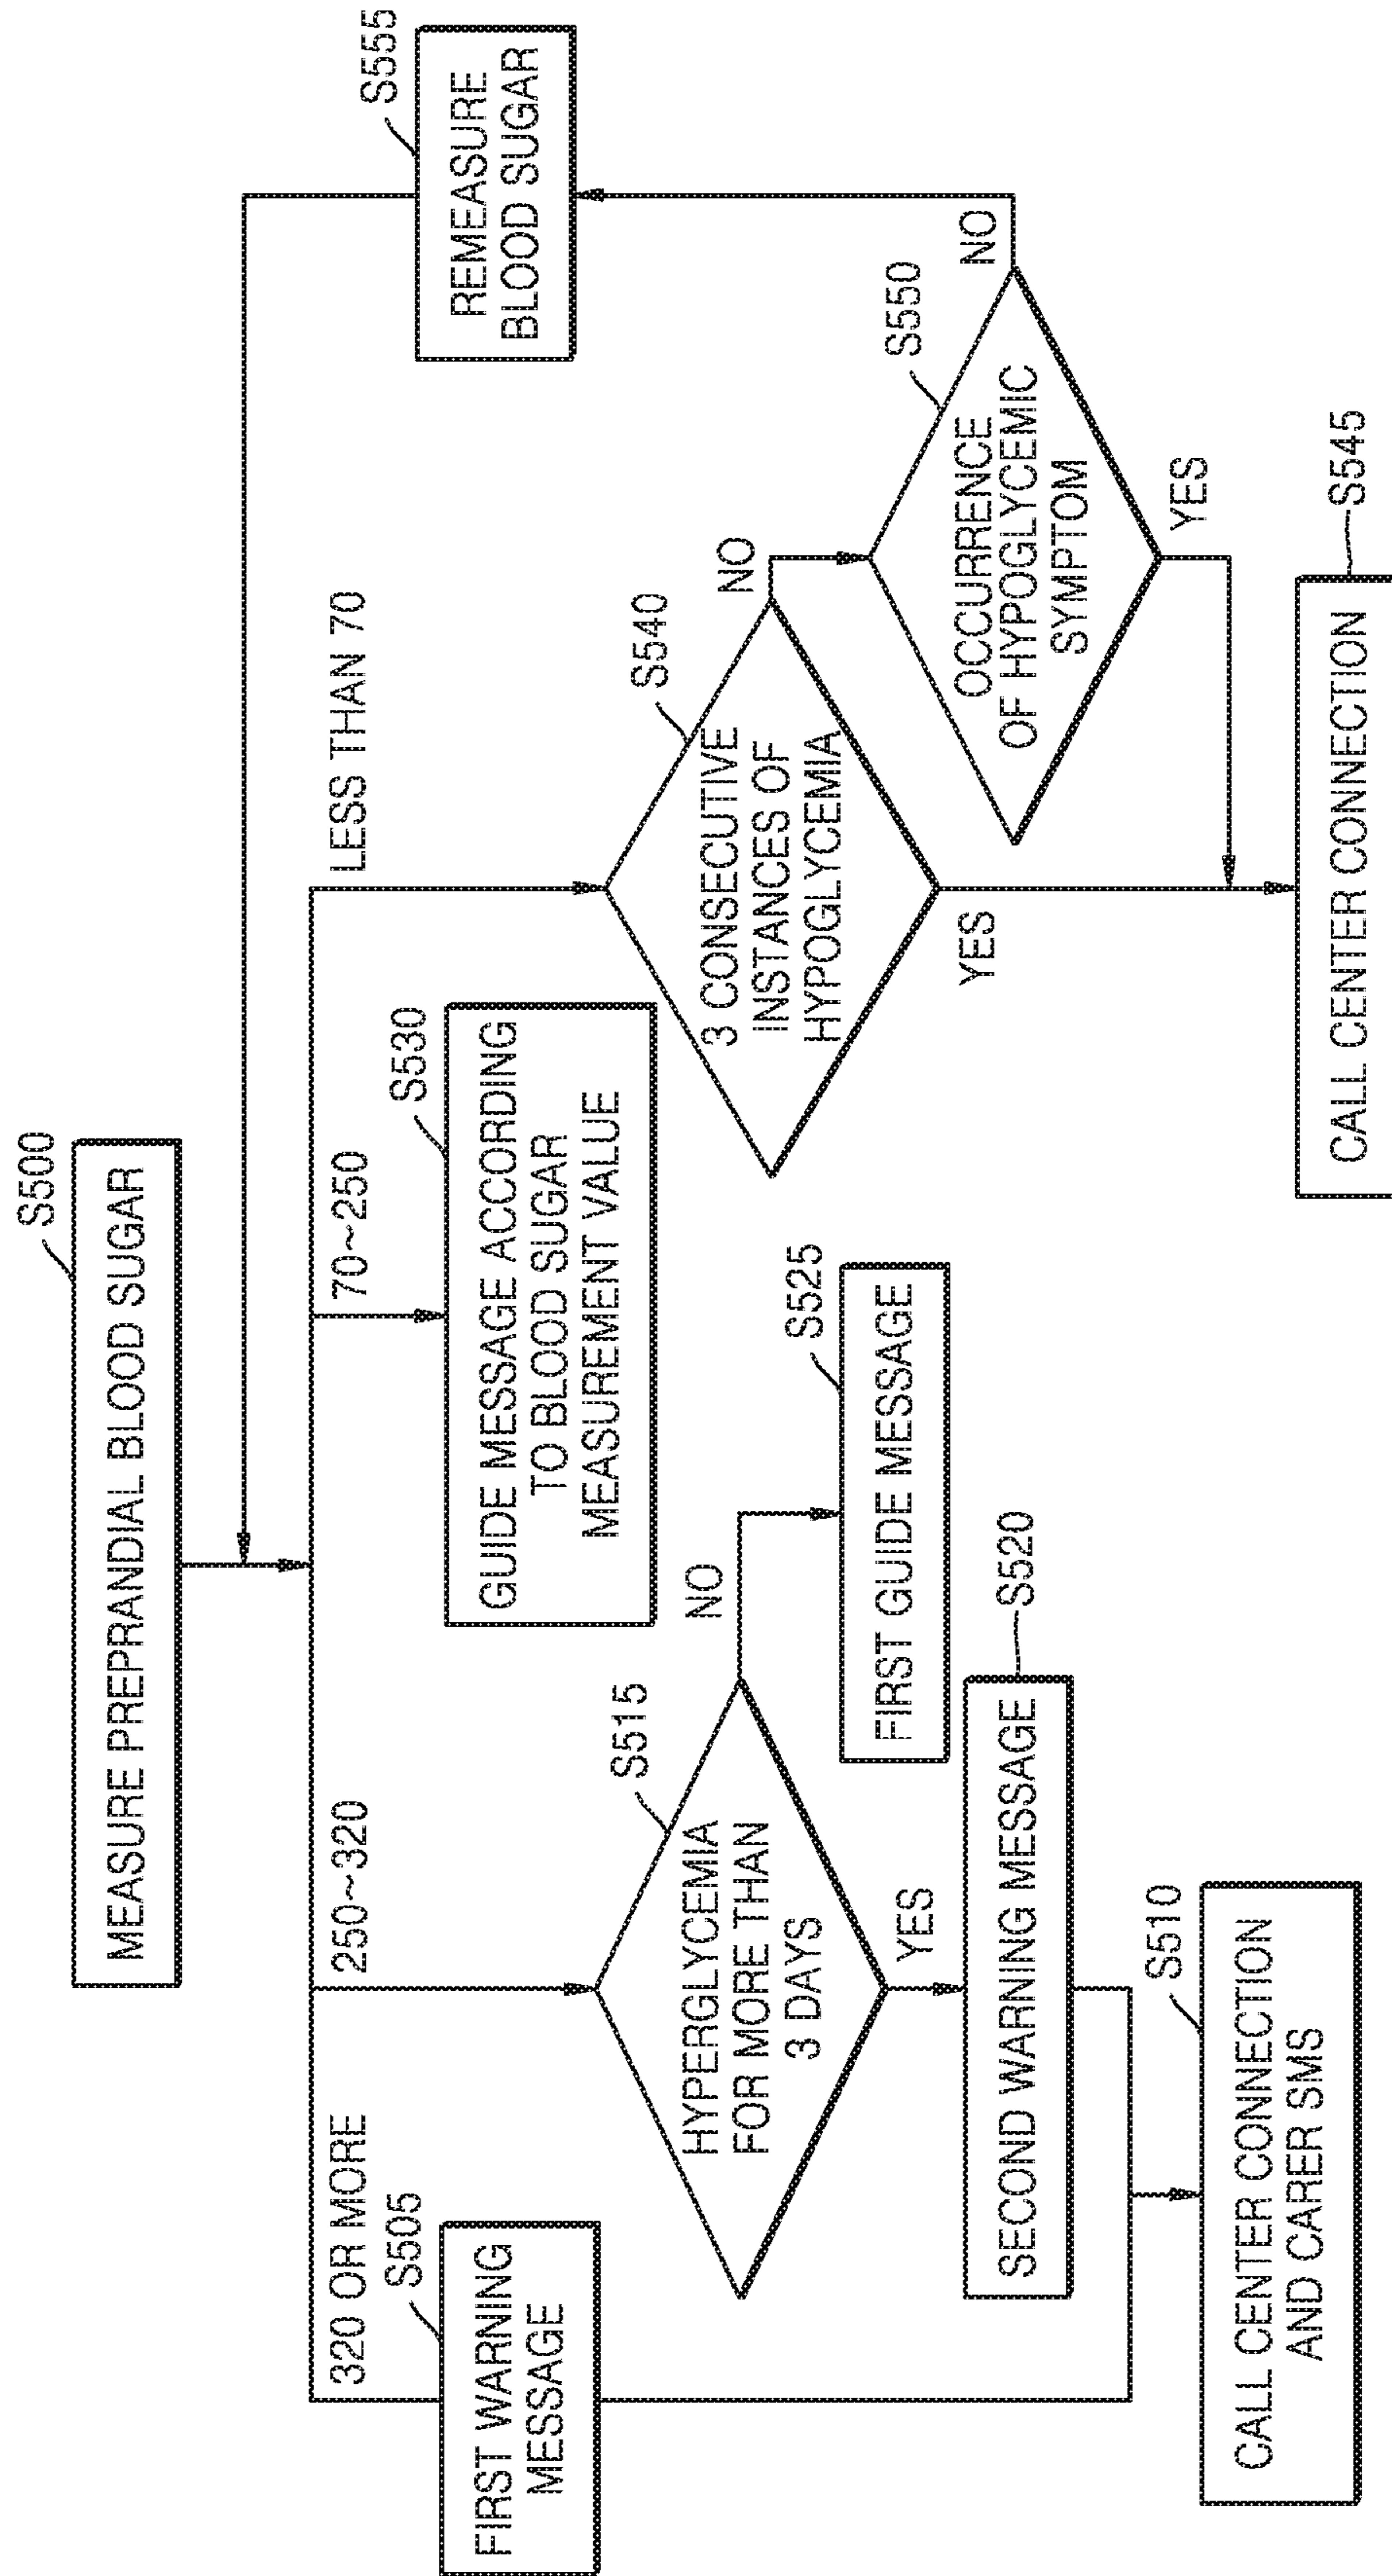 S500
MEASURE PREPRANDIAL BLOOD SUGAR
320 OR MORE
250~320
70~250
LESS THAN 70
S505
FIRST WARNING
MESSAGE
S515
HYPERGLYCEMIA
FOR MORE THAN
3 DAYS
NO
YES
S525
FIRST GUIDE MESSAGE
S520
SECOND WARNING MESSAGE
S510
CALL CENTER CONNECTION
AND CARER SMS
S530
GUIDE MESSAGE ACCORDING
TO BLOOD SUGAR
MEASUREMENT VALUE
S540
3 CONSECUTIVE
INSTANCES OF
HYPOGLYCEMIA
NO
YES
S550
OCCURRENCE
OF HYPOGLYCEMIC
SYMPTOM
NO
YES
S555
REMEASURE
BLOOD SUGAR
S545
CALL CENTER CONNECTION